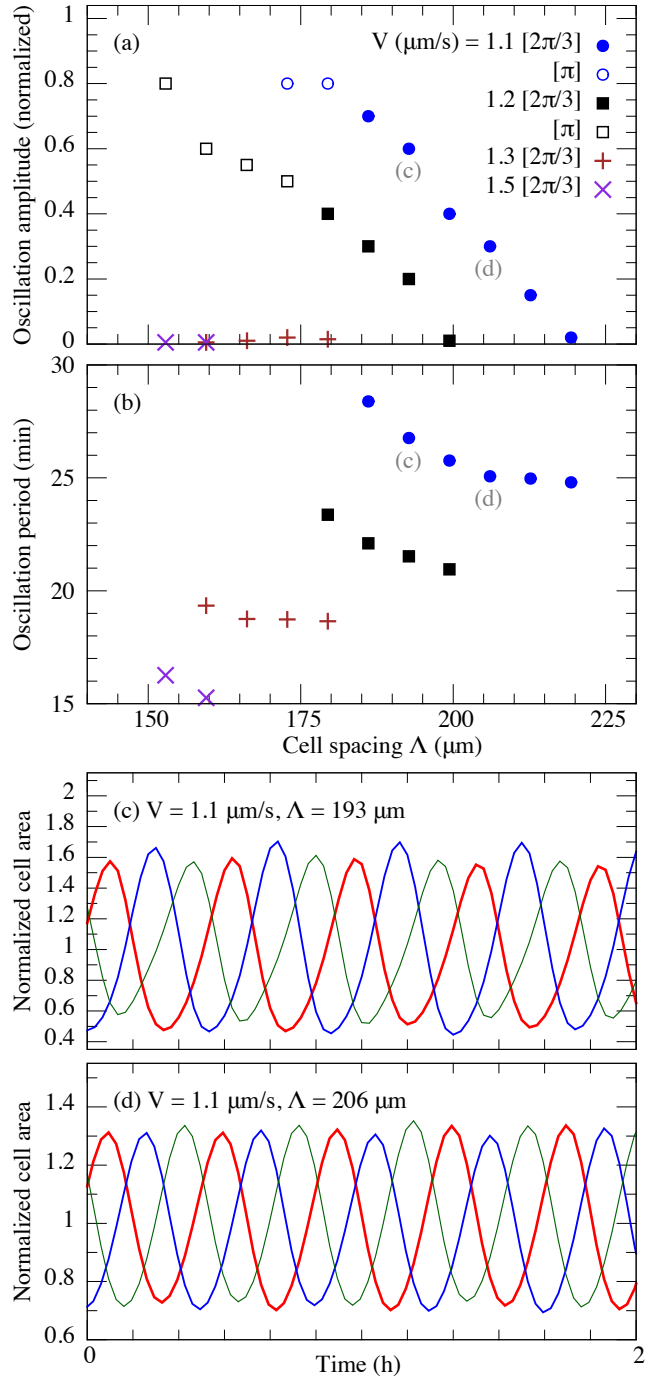 1
(a)
V (μm/s) = 1.1 [2π/3]
[π]
0.8
1.2 [2π/3]
[π]
0.6
1.3 [2π/3]
(c)
1.5 [2π/3]
0.4
(d)
0.2
0
Oscillation amplitude (normalized)
30
(b)
25
(c)
(d)
20
15
Oscillation period (min)
150
175
200
225
Cell spacing Λ (μm)
2
(c) V = 1.1 μm/s, Λ = 193 μm
1.8
1.6
1.4
1.2
1
0.8
0.6
0.4
Normalized cell area
(d) V = 1.1 μm/s, Λ = 206 μm
1.4
1.2
1
0.8
0.6
Normalized cell area
0
Time (h)
2